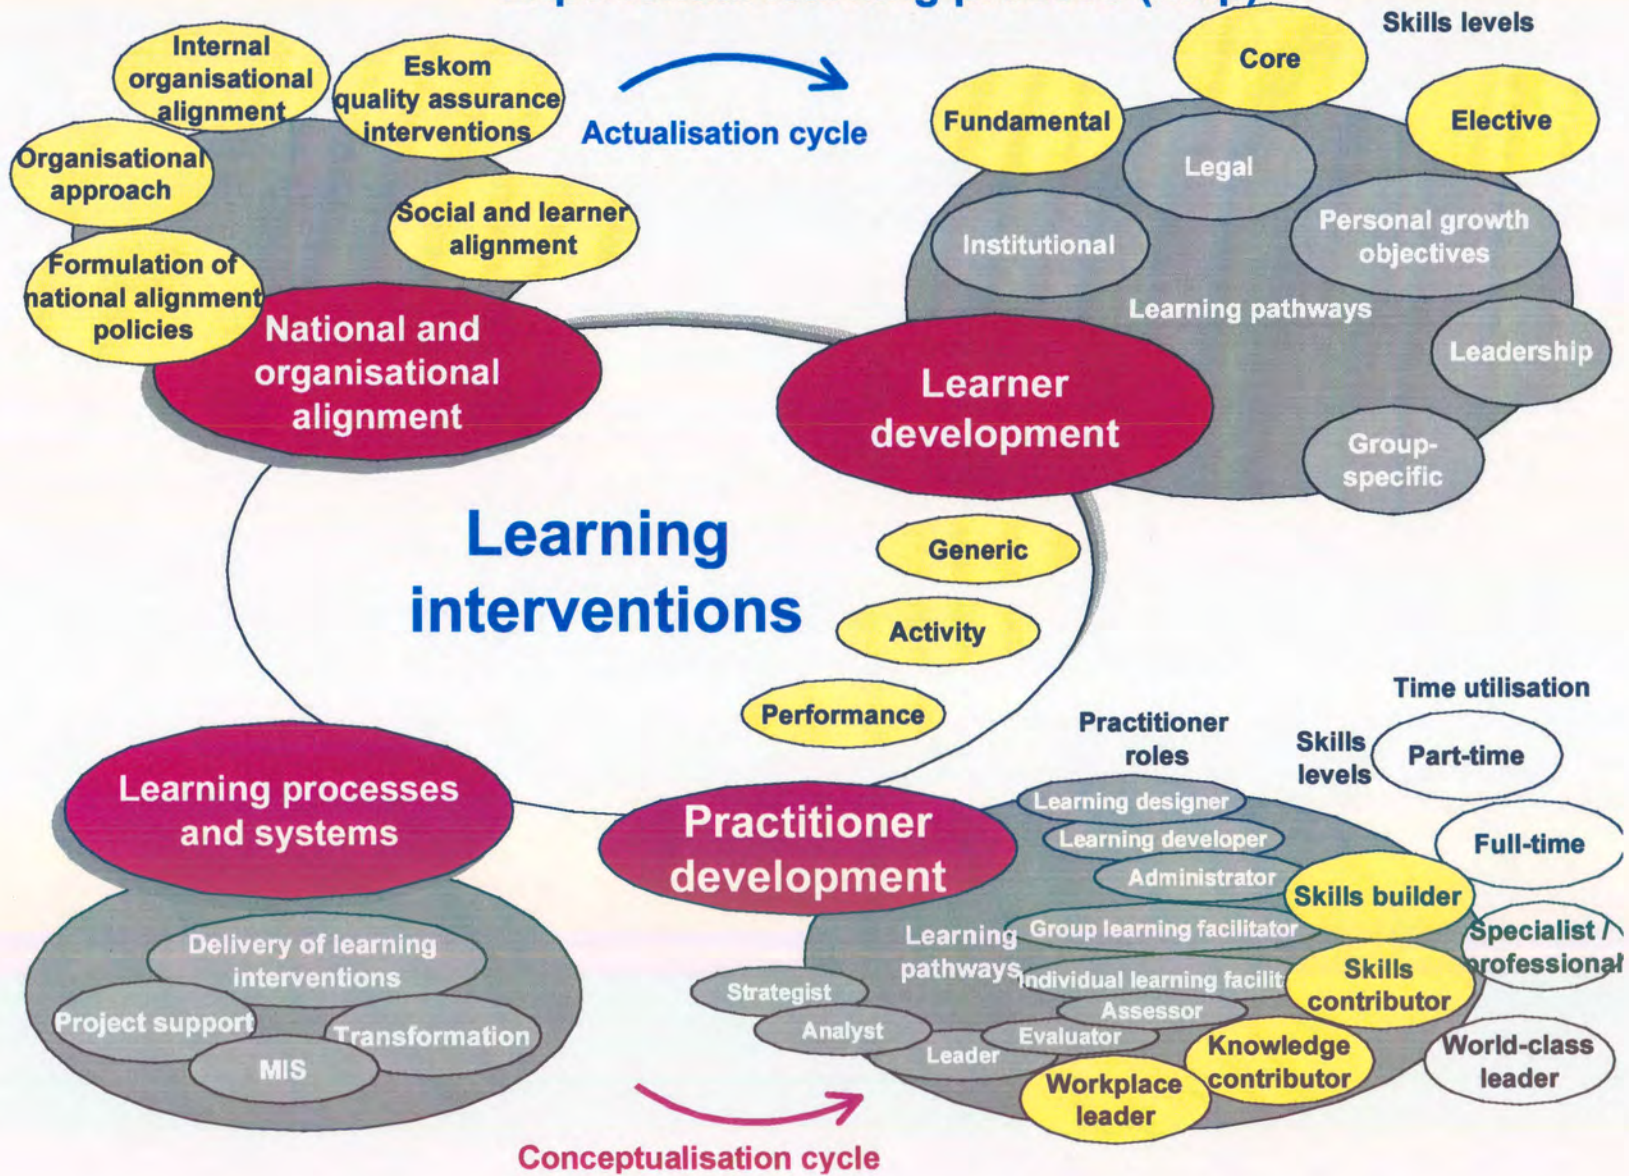 Skills levels
Internal
organisational
alignment
Eskom
quality assurance
interventions
Organisational
approach
Social and learner
alignment
Formulation of
national alignment
policies
National and
organisational
alignment
Actualisation cycle
Core
Fundamental
Elective
Legal
Institutional
Personal growth
objectives
Learning pathways
Leadership
Group-
specific
Learner
development
Learning
interventions
Generic
Activity
Performance
Learning processes
and systems
Delivery of learning
interventions
Project support
Transformation
MIS
Practitioner
development
Practitioner
roles
Skills
levels
Time utilisation
Part-time
Full-time
Specialist /
professional
World-class
leader
Learning designer
Learning developer
Administrator
Group learning facilitator
Individual learning facilit
Assessor
Evaluator
Leader
Analyst
Strategist
Learning
pathways
Skills builder
Skills
contributor
Knowledge
contributor
Workplace
leader
Conceptualisation cycle